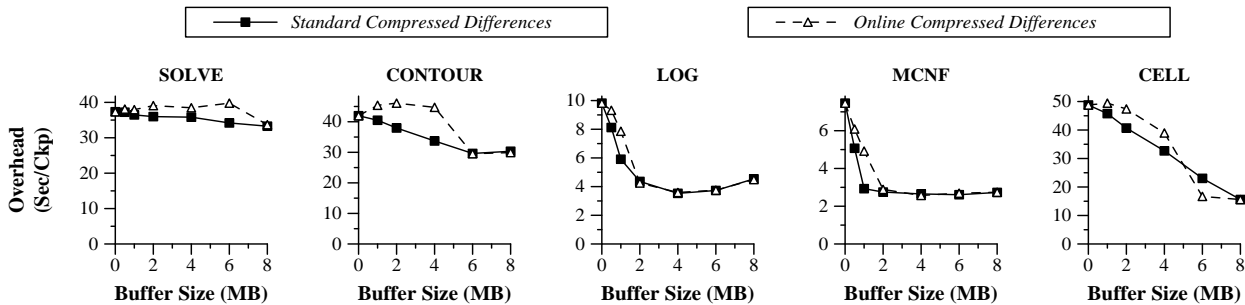 Standard Compressed Differences
Online Compressed Differences
SOLVE
CONTOUR
LOG
MCNF
CELL
Overhead
(Sec/Ckp)
40
30
20
10
0
0 2 4 6 8
Buffer Size (MB)
40
20
0
0 2 4 6 8
Buffer Size (MB)
10
8
6
4
2
0
0 2 4 6 8
Buffer Size (MB)
6
4
2
0
0 2 4 6 8
Buffer Size (MB)
50
40
30
20
10
0
0 2 4 6 8
Buffer Size (MB)